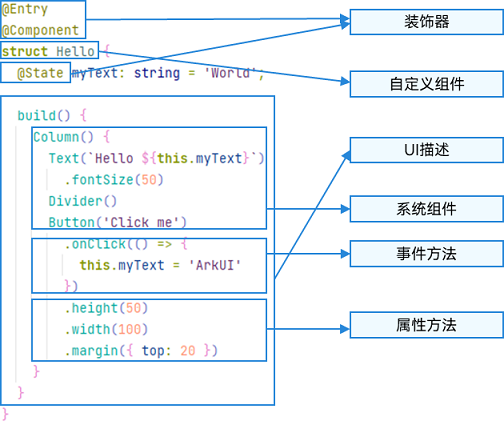 @Entry
@Component
struct Hello {
@State myText: string = 'World';
build() {
Column() {
Text(`Hello ${this.myText}`)
.fontSize(50)
Divider()
Button('Click me')
.onClick(() => {
this.myText = 'ArkUI'
})
.height(50)
.width(100)
.margin({ top: 20 })
}
}
}
装饰器
自定义组件
UI描述
系统组件
事件方法
属性方法